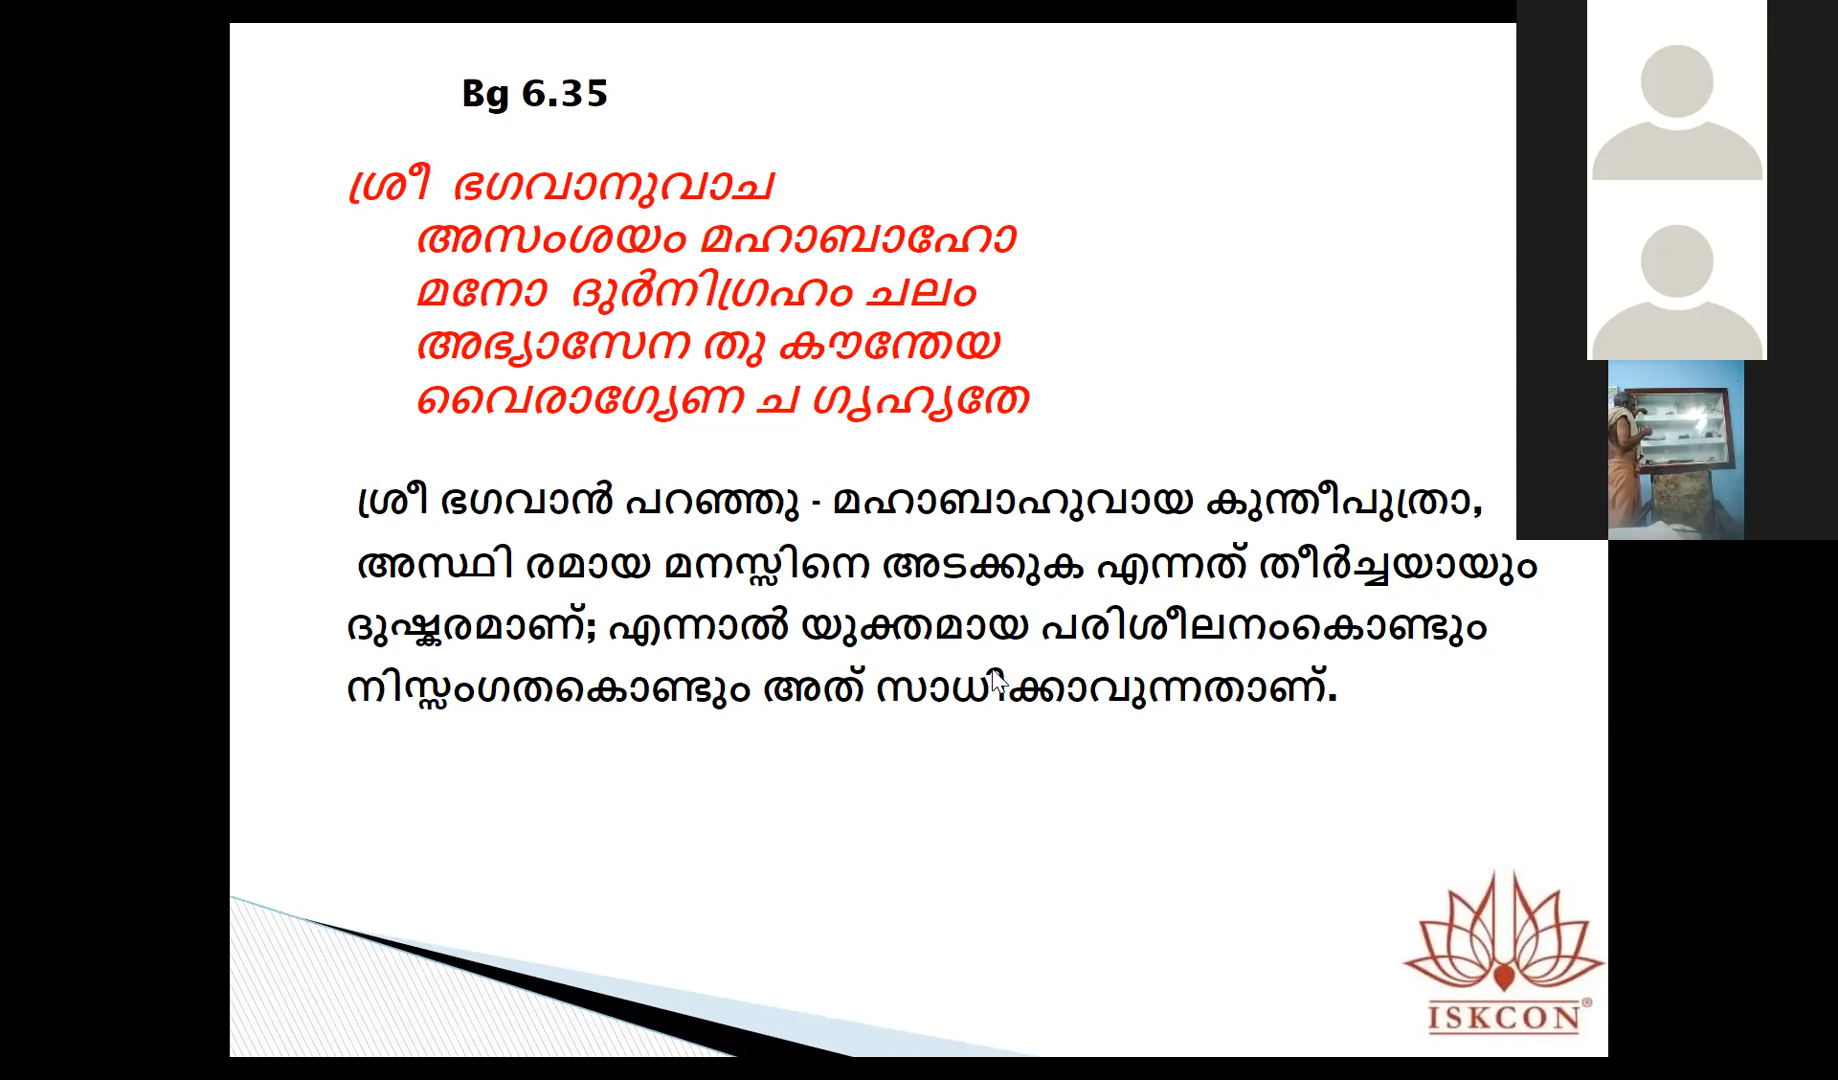 Bg 6.35
ശ്രീ ഭഗവാനുവാച
അസംശയം മഹാബാഹോ
മനോ ദുർനിഗ്രഹം ചലം
അഭ്യാസേന തു കൗന്തേയ
വൈരാഗ്യേണ ച ഗൃഹ്യതേ
ശ്രീ ഭഗവാൻ പറഞ്ഞു - മഹാബാഹുവായ കുന്തീപുത്രാ,
അസ്ഥി രമായ മനസ്സിനെ അടക്കുക എന്നത് തീർച്ചയായും
ദുഷ്കരമാണ്; എന്നാൽ യുക്തമായ പരിശീലനംകൊണ്ടും
നിസ്സംഗതകൊണ്ടും അത് സാധിക്കാവുന്നതാണ്.
ISKCON®